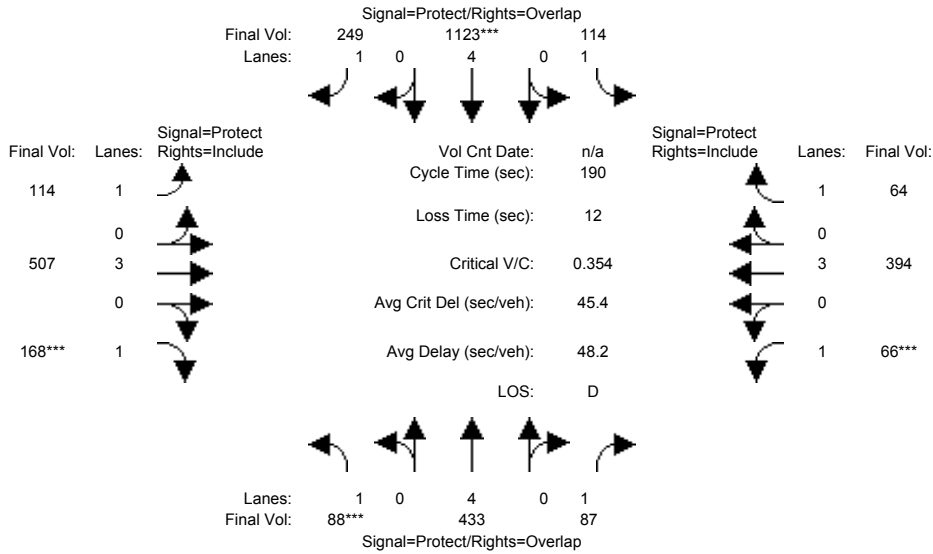 Signal=Protect/Rights=Overlap
Final Vol: 249 1123*** 114
Lanes: 1 0 4 0 1
Signal=Protect Signal=Protect
Final Vol: Lanes: Rights=Include Vol Cnt Date: n/a Rights=Include Lanes: Final Vol:
Cycle Time (sec): 190
114 1 1 64
Loss Time (sec): 12
0 0
507 3 Critical V/C: 0.354 3 394
0 Avg Crit Del (sec/veh): 45.4 0
168*** 1 Avg Delay (sec/veh): 48.2 1 66***
LOS: D
Lanes: 1 0 4 0 1
Final Vol: 88*** 433 87
Signal=Protect/Rights=Overlap